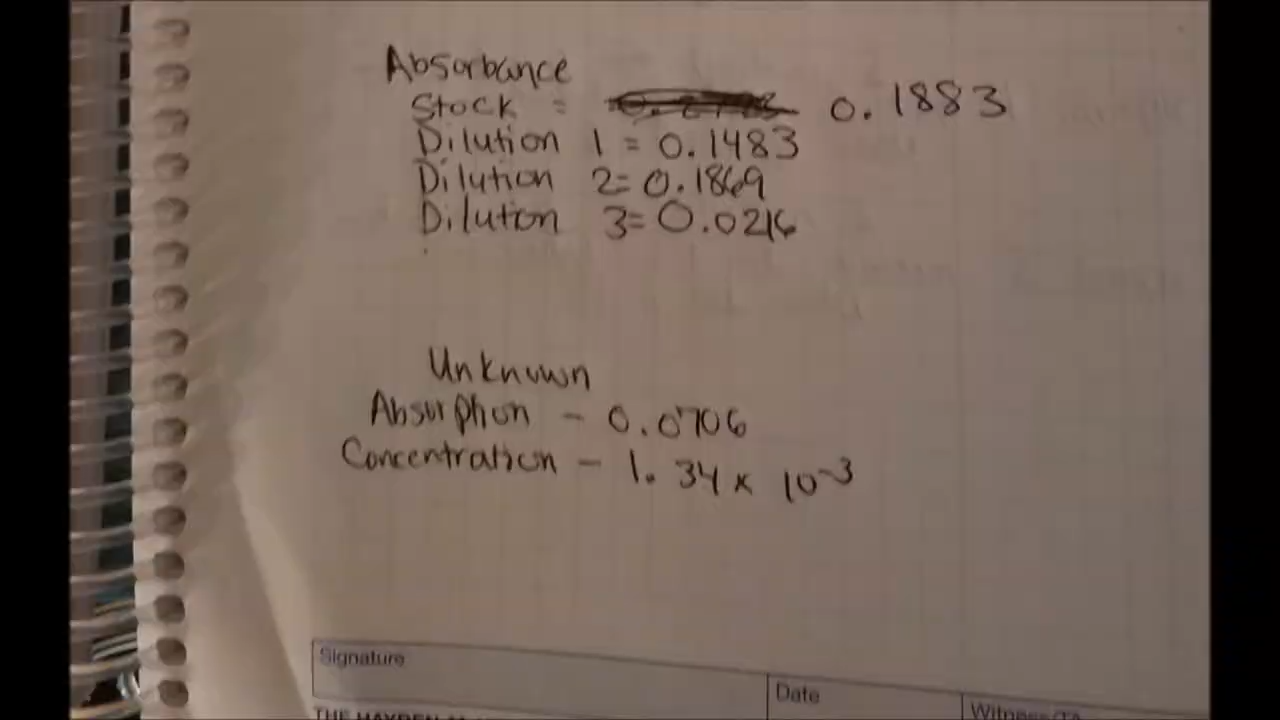 Absorbance
Stock = 0.1883
Dilution 1 = 0.1483
Dilution 2= 0.1869
Dilution 3= 0.0216
Unknown
Absorption - 0.0706
Concentration - 1.34 x 10-3
Signature
Date